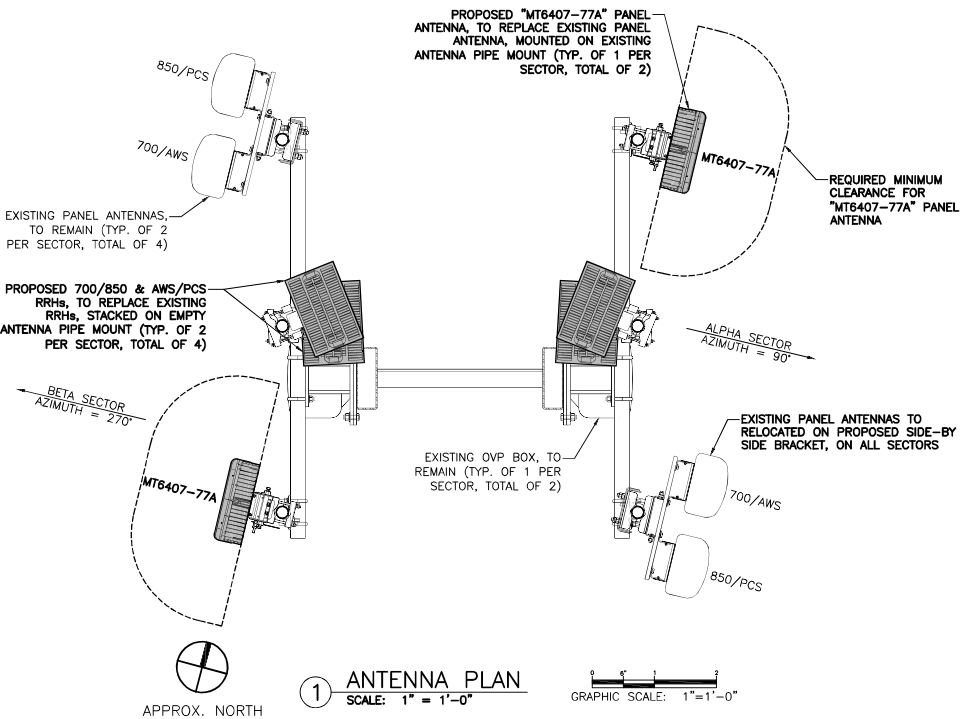 PROPOSED "MT6407-77A" PANEL
ANTENNA, TO REPLACE EXISTING PANEL
ANTENNA, MOUNTED ON EXISTING
ANTENNA PIPE MOUNT (TYP. OF 1 PER
SECTOR, TOTAL OF 2)
850/PCS
700/AWS
MT6407-77A
REQUIRED MINIMUM
CLEARANCE FOR
"MT6407-77A" PANEL
ANTENNA
EXISTING PANEL ANTENNAS,
TO REMAIN (TYP. OF 2
PER SECTOR, TOTAL OF 4)
PROPOSED 700/850 & AWS/PCS
RRHs, TO REPLACE EXISTING
RRHs, STACKED ON EMPTY
ANTENNA PIPE MOUNT (TYP. OF 2
PER SECTOR, TOTAL OF 4)
ALPHA SECTOR
AZIMUTH = 90°
BETA SECTOR
AZIMUTH = 270°
EXISTING PANEL ANTENNAS TO
RELOCATED ON PROPOSED SIDE-BY
SIDE BRACKET, ON ALL SECTORS
EXISTING OVP BOX, TO
REMAIN (TYP. OF 1 PER
SECTOR, TOTAL OF 2)
MT6407-77A
700/AWS
850/PCS
APPROX. NORTH
1
ANTENNA PLAN
SCALE: 1" = 1'-0"
0 6" 1 2
GRAPHIC SCALE: 1"=1'-0"